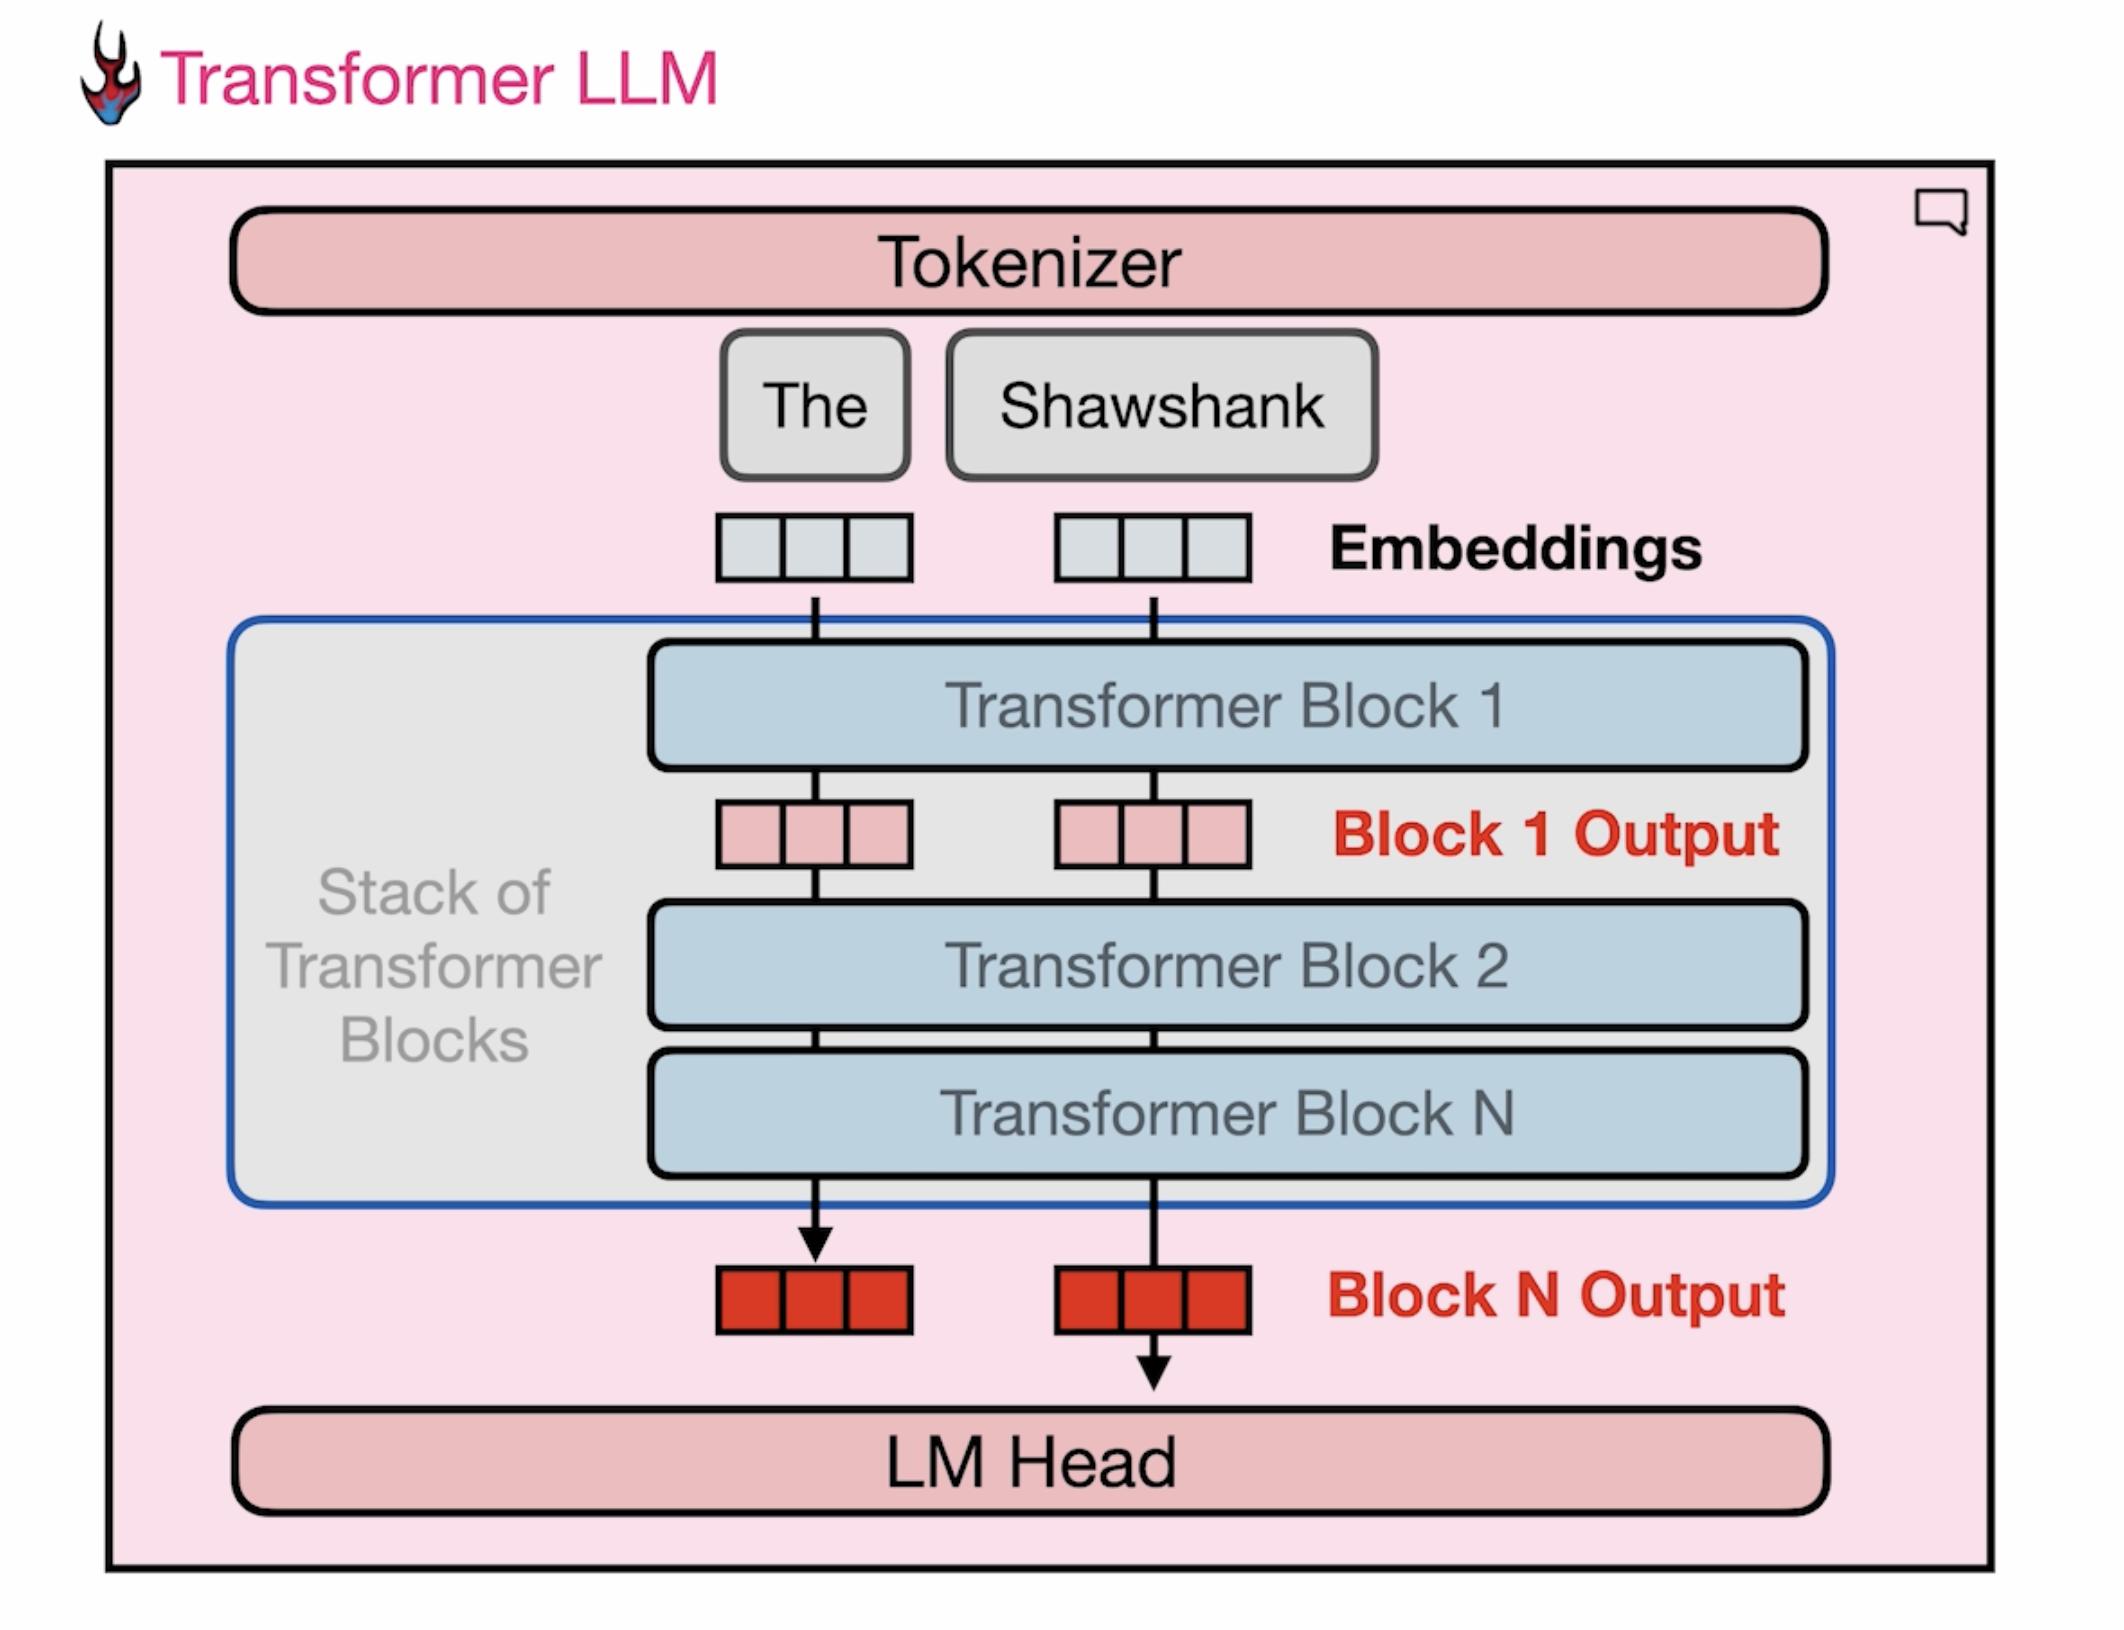 Transformer LLM
Tokenizer
The Shawshank
Embeddings
Transformer Block 1
Block 1 Output
Stack of
Transformer
Blocks
Transformer Block 2
Transformer Block N
Block N Output
LM Head